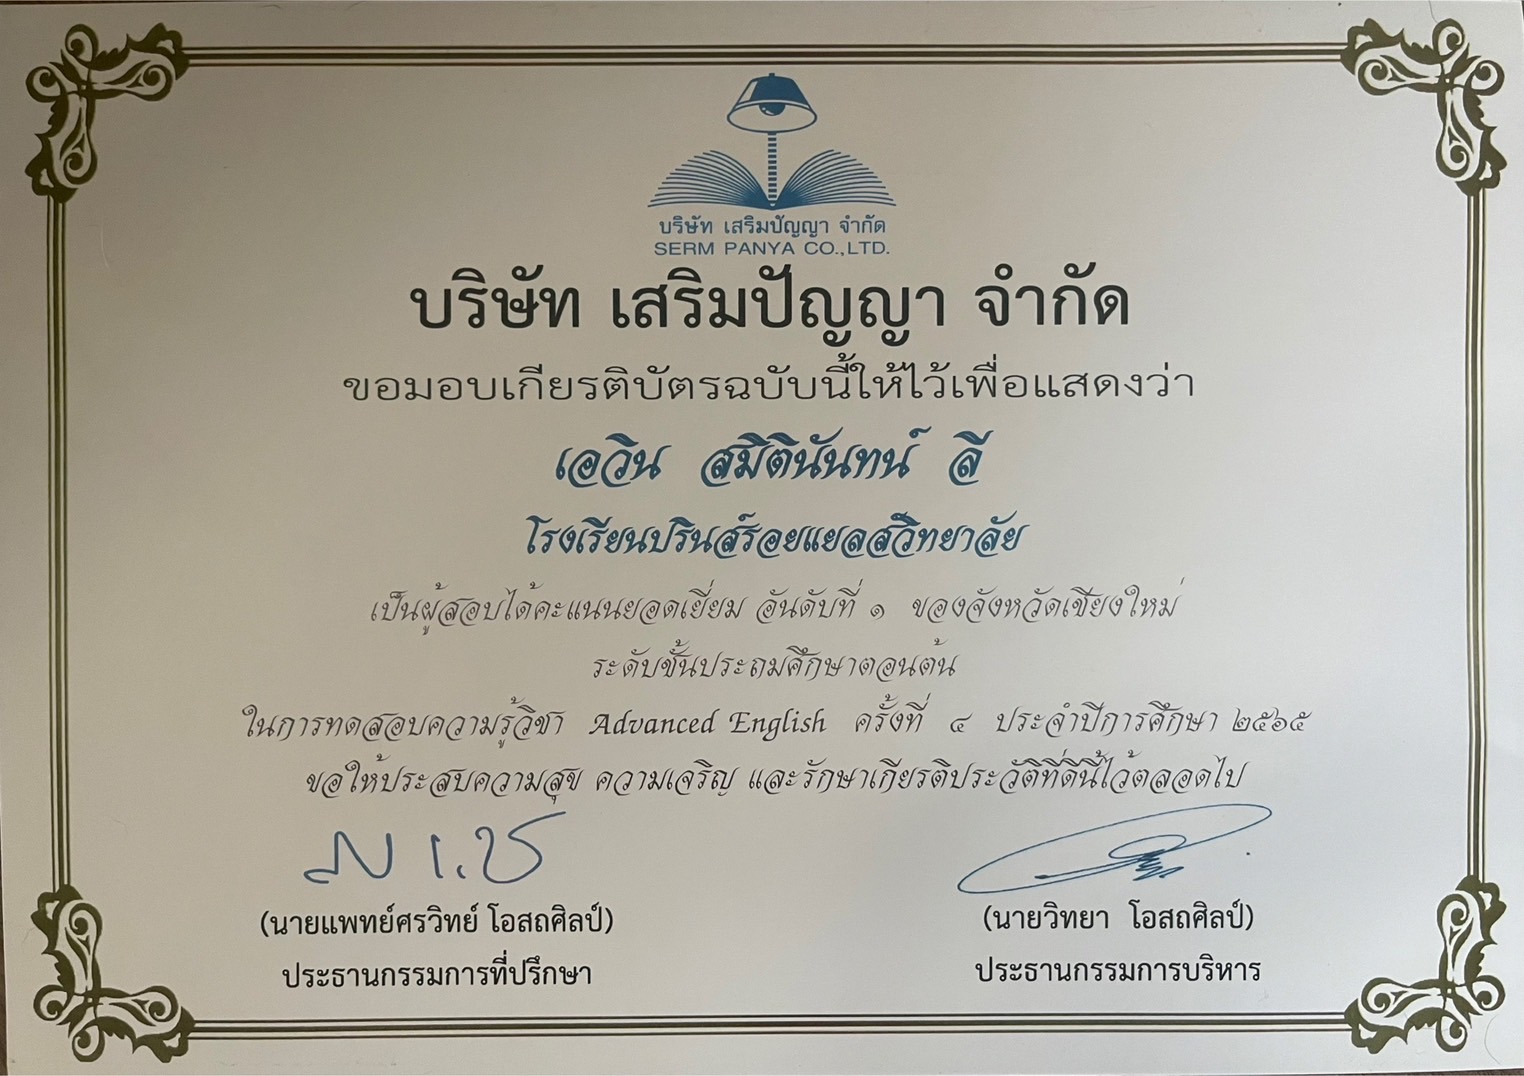 บริษัท เสริมปัญญา จำกัด
SERM PANYA CO.,LTD.
บริษัท เสริมปัญญา จำกัด
ขอมอบเกียรติบัตรฉบับนี้ให้ไว้เพื่อแสดงว่า
เอวิน สมิตินันทน์ ลี
โรงเรียนปรินส์รอยแยลสวิทยาลัย
เป็นผู้สอบได้คะแนนยอดเยี่ยม อันดับที่ ๑ ของจังหวัดเชียงใหม่
ระดับชั้นประถมศึกษาตอนต้น
ในการทดสอบความรู้วิชา Advanced English ครั้งที่ ๔ ประจำปีการศึกษา ๒๕๖๕
ขอให้ประสบความสุข ความเจริญ และรักษาเกียรติประวัติที่ดีนี้ไว้ตลอดไป
(นายแพทย์ศรวิทย์ โอสถศิลป์) (นายวิทยา โอสถศิลป์)
ประธานกรรมการที่ปรึกษา ประธานกรรมการบริหาร